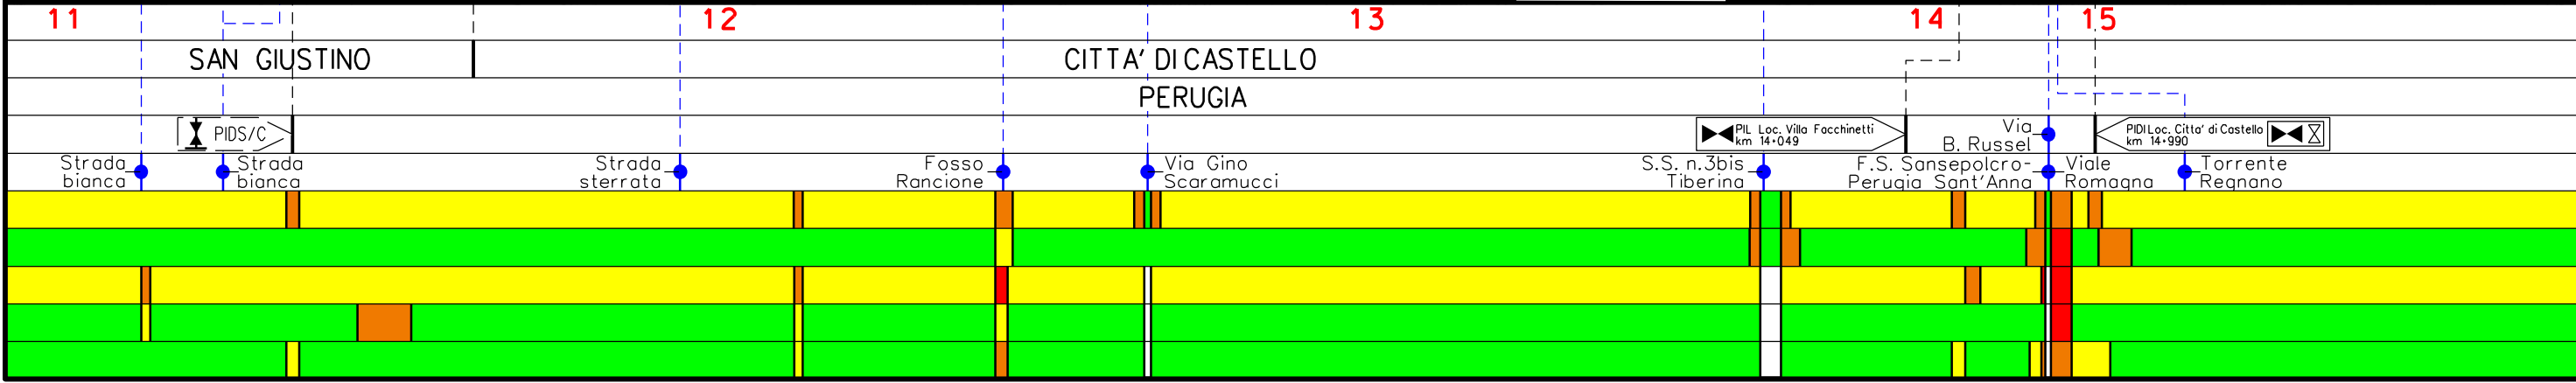 11 12 13 14 15
SAN GIUSTINO CITTA' DI CASTELLO
PERUGIA
PIDS/C
PIL Loc. Villa Facchinetti
km 14+049
Via
B. Russel
PIDI Loc. Citta' di Castello
km 14+990
Strada
bianca
Strada
bianca
Strada
sterrata
Fosso
Rancione
Via Gino
Scaramucci
S.S. n.3bis
Tiberina
F.S. Sansepolcro-
Perugia Sant'Anna
Viale
Romagna
Torrente
Regnano